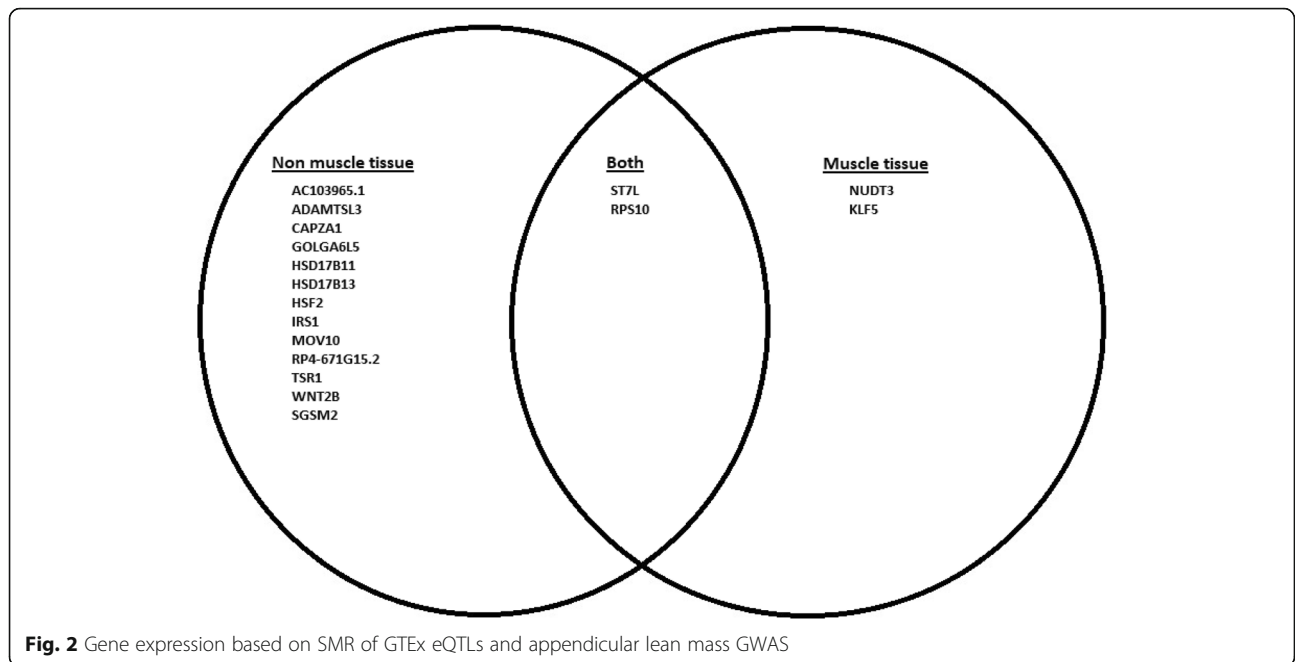 Non muscle tissue
AC103965.1
ADAMTSL3
CAPZA1
GOLGA6L5
HSD17B11
HSD17B13
HSF2
IRS1
MOV10
RP4-671G15.2
TSR1
WNT2B
SGSM2
Both
ST7L
RPS10
Muscle tissue
NUDT3
KLF5
Fig. 2 Gene expression based on SMR of GTEx eQTLs and appendicular lean mass GWAS